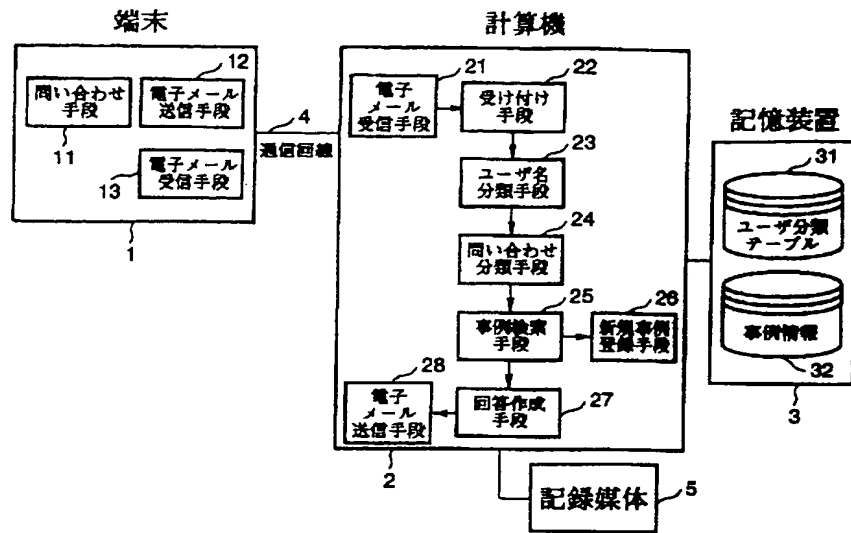 端末
12
問い合わせ
手段
11
電子メール
送信手段
13
電子メール
受信手段
1
4
通信回線
計算機
21
電子
メール
受信手段
22
受け付け
手段
23
ユーザ名
分類手段
24
問い合わせ
分類手段
25
事例検索
手段
26
新規事例
登録手段
28
電子
メール
送信手段
回答作成
手段
27
2
記憶装置
31
ユーザ分類
テーブル
事例情報
32
3
記録媒体
5